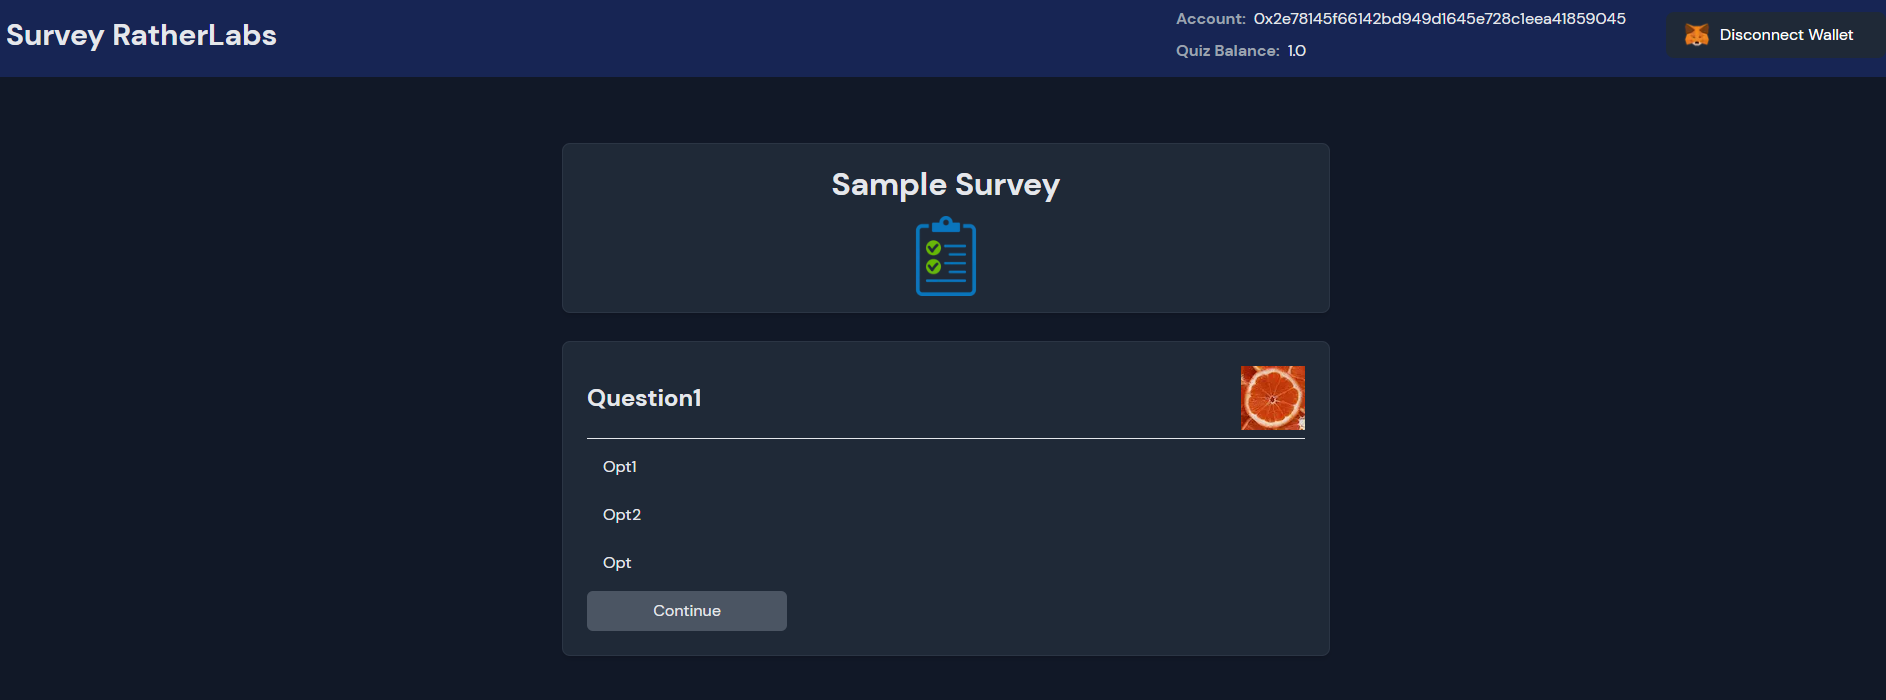 Survey RatherLabs
Account: 0x2e78145f66142bd949d1645e728c1eea41859045
Quiz Balance: 1.0
Disconnect Wallet
Sample Survey
Question1
Opt1
Opt2
Opt
Continue